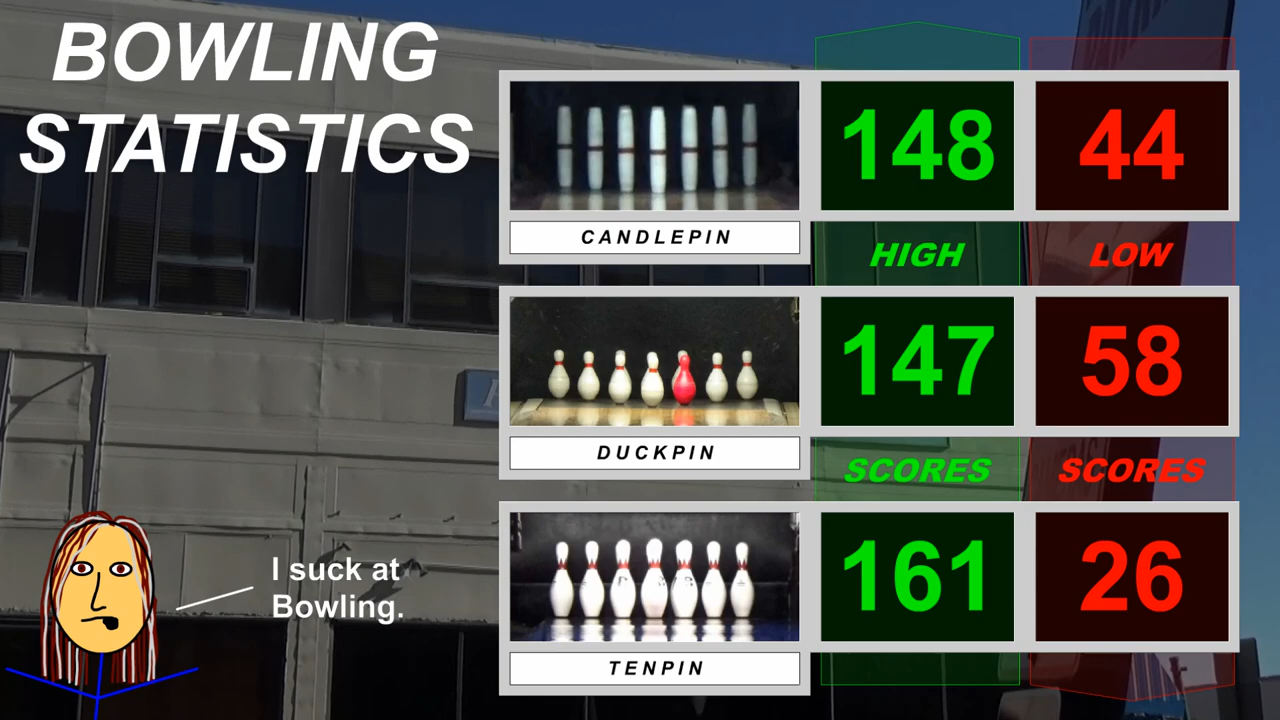 BOWLING
STATISTICS
CANDLEPIN
148
44
HIGH
LOW
DUCKPIN
147
58
SCORES
SCORES
TENPIN
161
26
I suck at
Bowling.